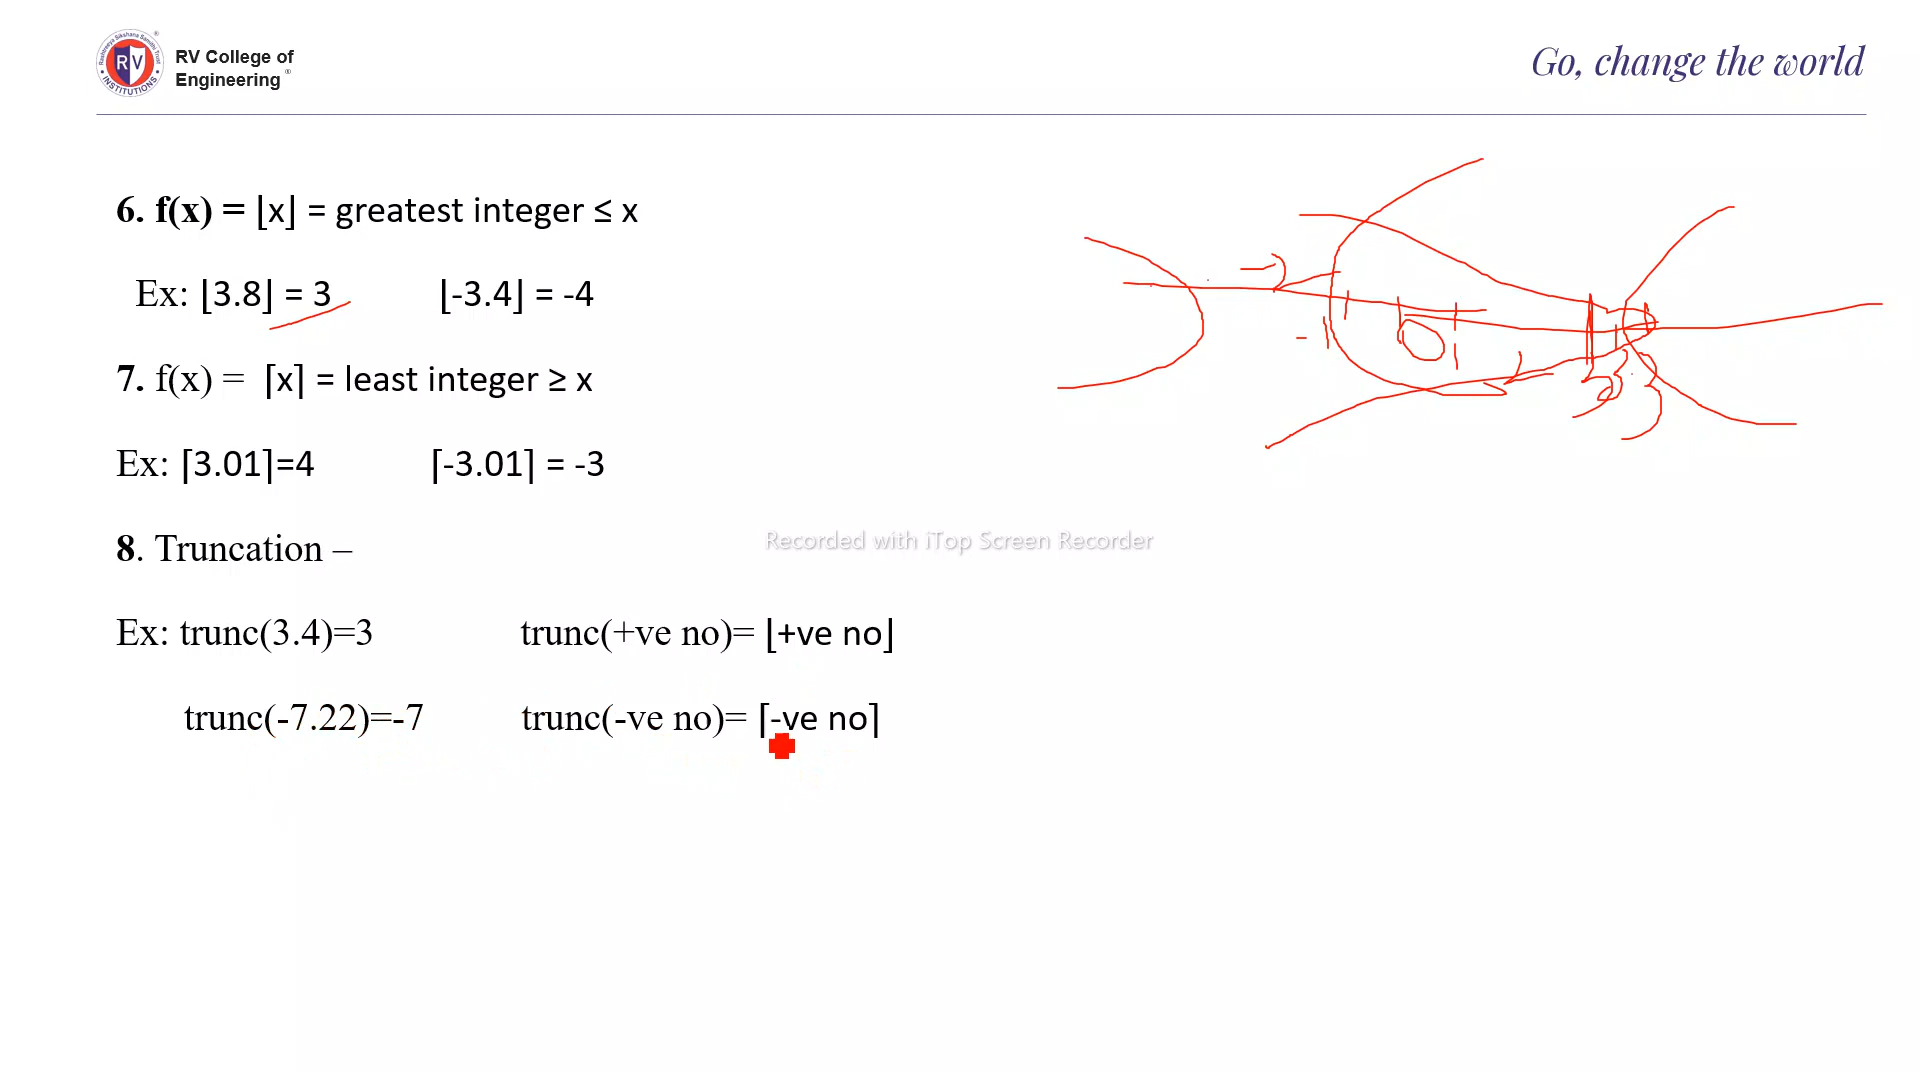 RV College of
Engineering ®
Go, change the world
6. f(x) = ⌊x⌋ = greatest integer ≤ x
Ex: ⌊3.8⌋ = 3 ⌊-3.4⌋ = -4
7. f(x) = ⌈x⌉ = least integer ≥ x
Ex: ⌈3.01⌉=4 ⌈-3.01⌉ = -3
Recorded with iTop Screen Recorder
8. Truncation –
Ex: trunc(3.4)=3 trunc(+ve no)= ⌊+ve no⌋
trunc(-7.22)=-7 trunc(-ve no)= ⌈-ve no⌉